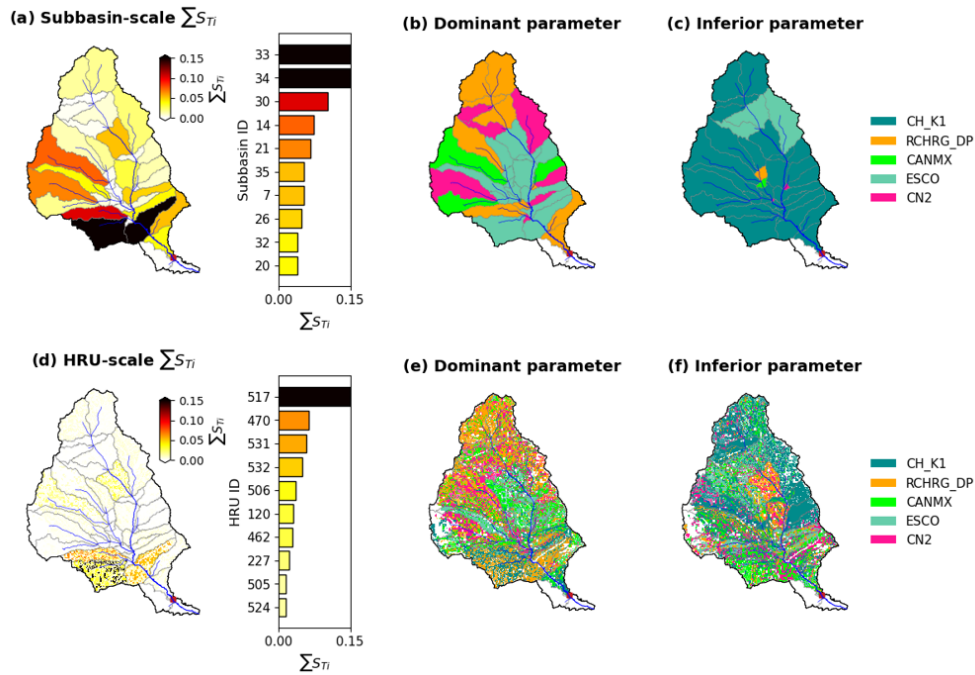 (a) Subbasin-scale ∑S_Ti
(b) Dominant parameter
(c) Inferior parameter
0.15
0.10
0.05
0.00
∑S_Ti
Subbasin ID
33
34
30
14
21
35
7
26
32
20
0.00 0.15
∑S_Ti
CH_K1
RCHRG_DP
CANMX
ESCO
CN2
(d) HRU-scale ∑S_Ti
(e) Dominant parameter
(f) Inferior parameter
0.15
0.10
0.05
0.00
∑S_Ti
HRU ID
517
470
531
532
506
120
462
227
505
524
0.00 0.15
∑S_Ti
CH_K1
RCHRG_DP
CANMX
ESCO
CN2